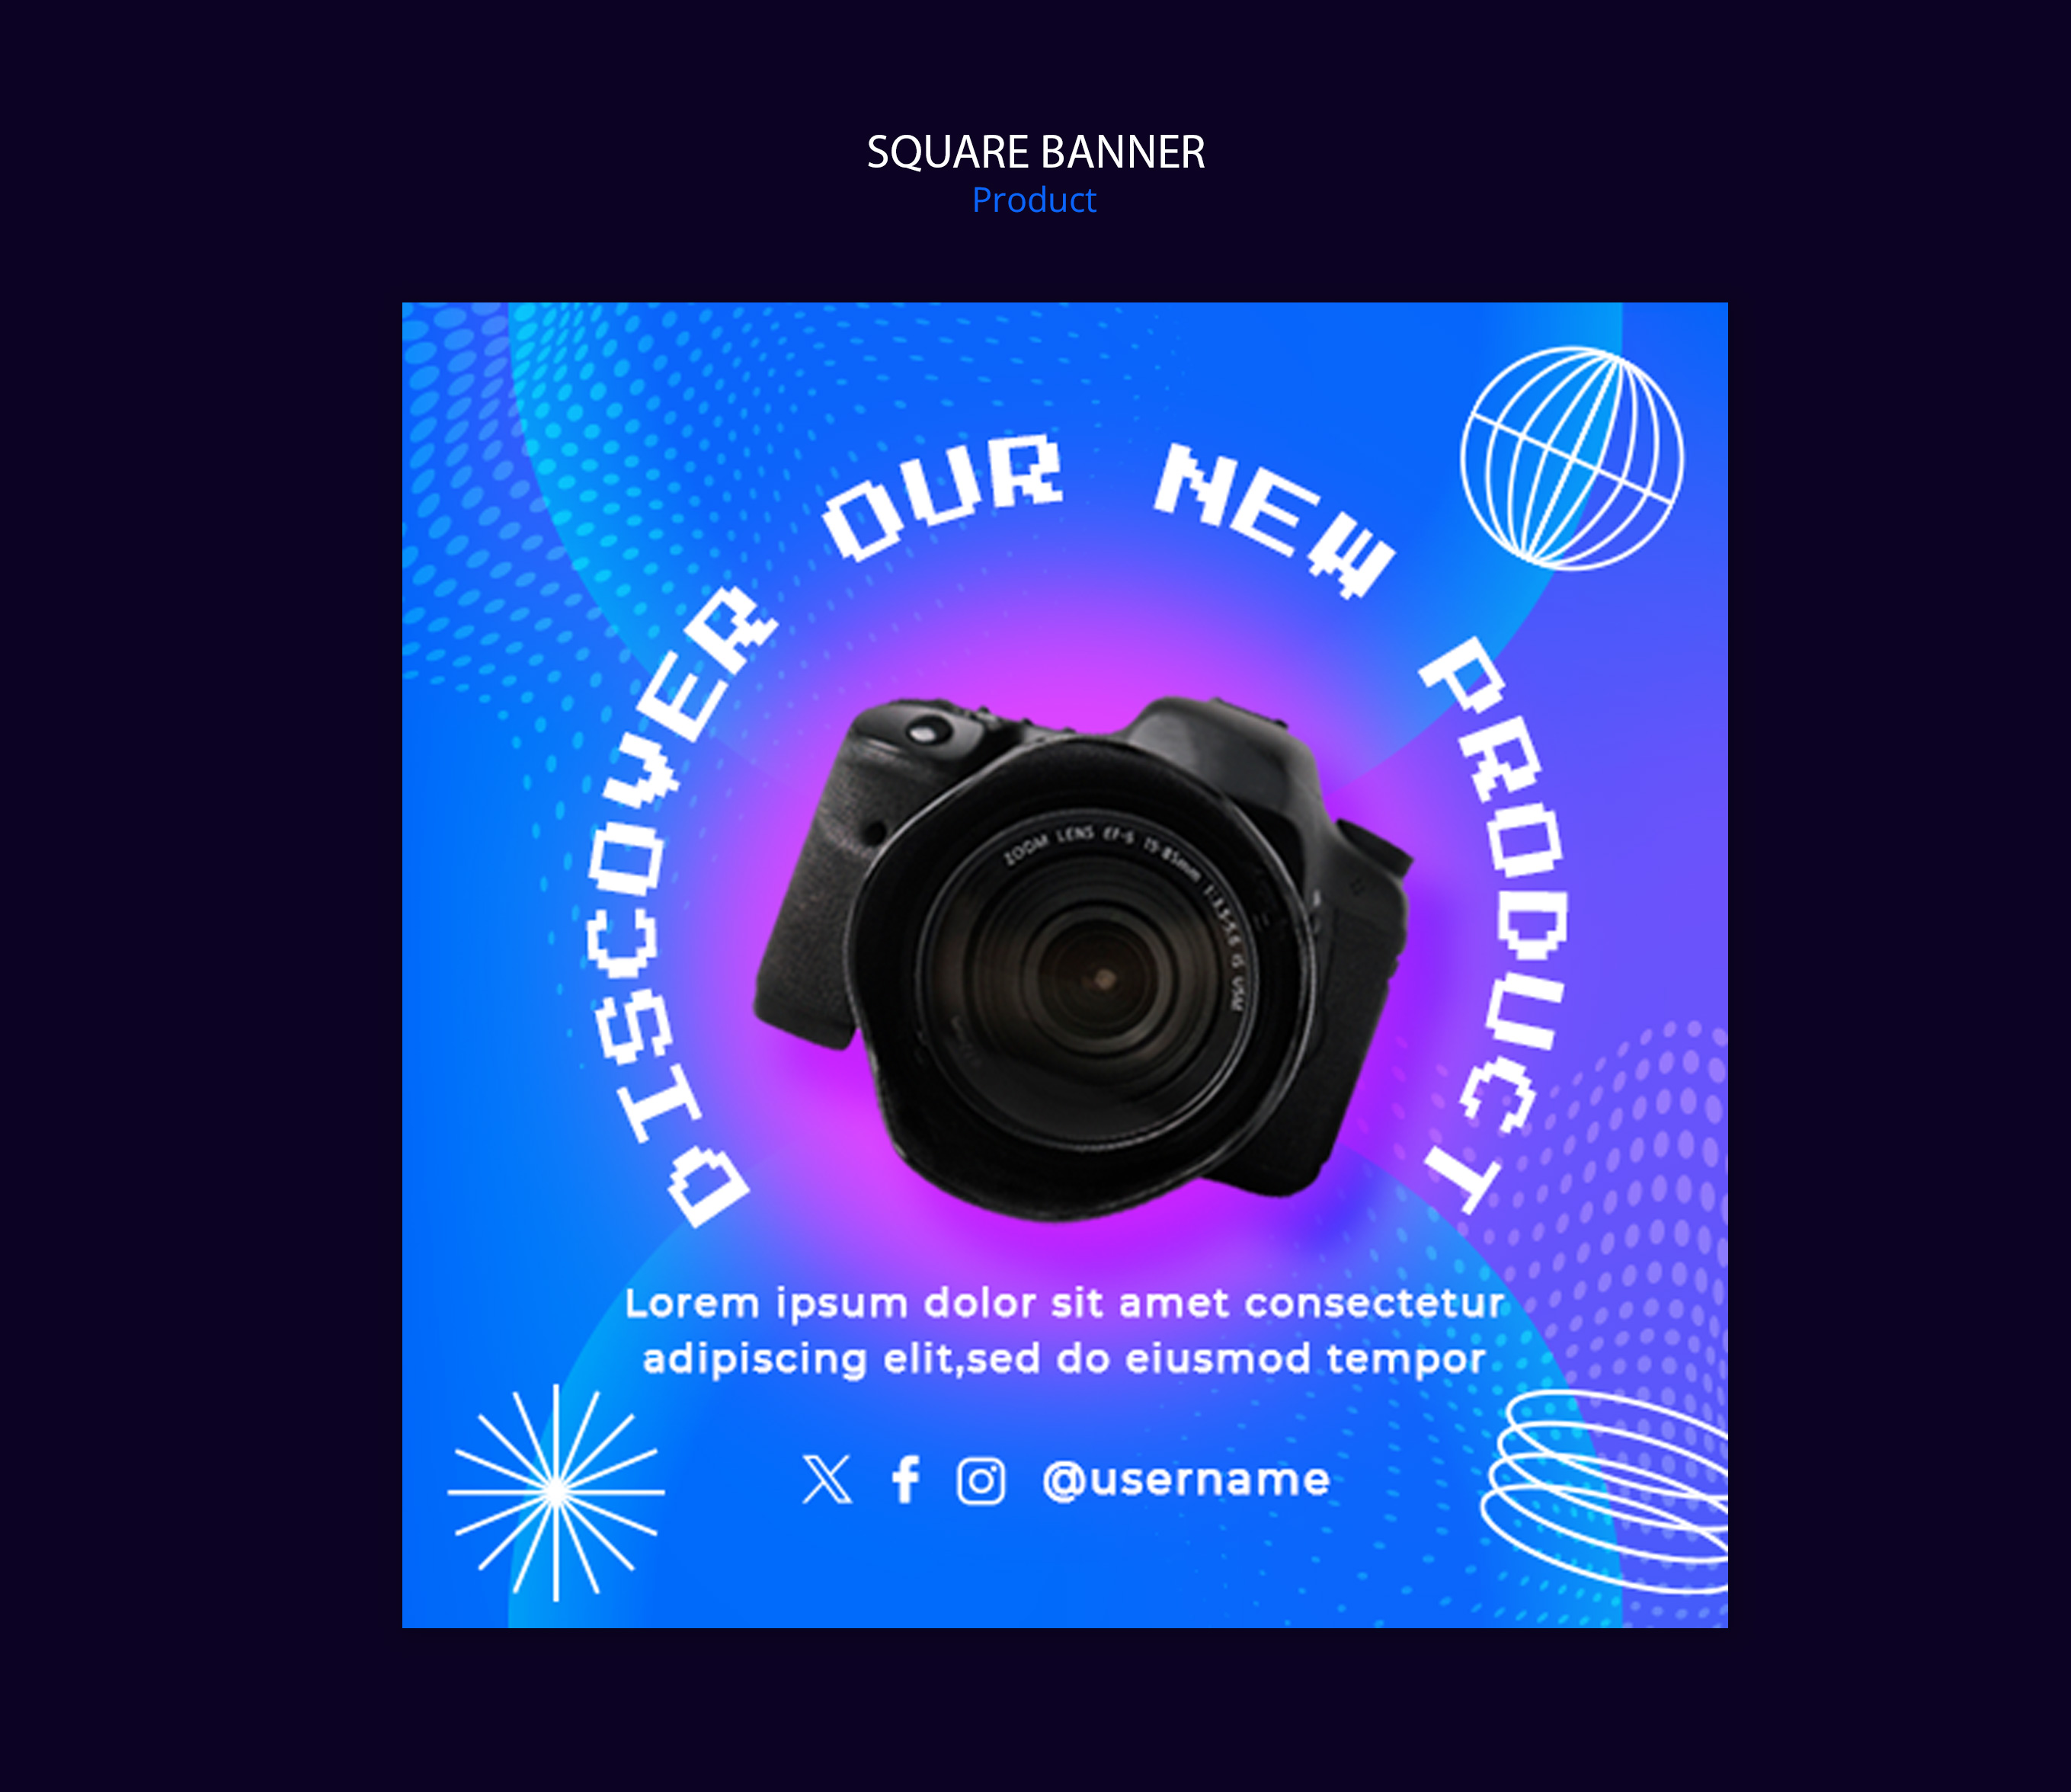 SQUARE BANNER
Product
DISCOVER OUR NEW PRODUCT
ZOOM LENS EF-S 15-85mm 1:3.5-5.6 IS USM
Lorem ipsum dolor sit amet consectetur
adipiscing elit,sed do eiusmod tempor
@username